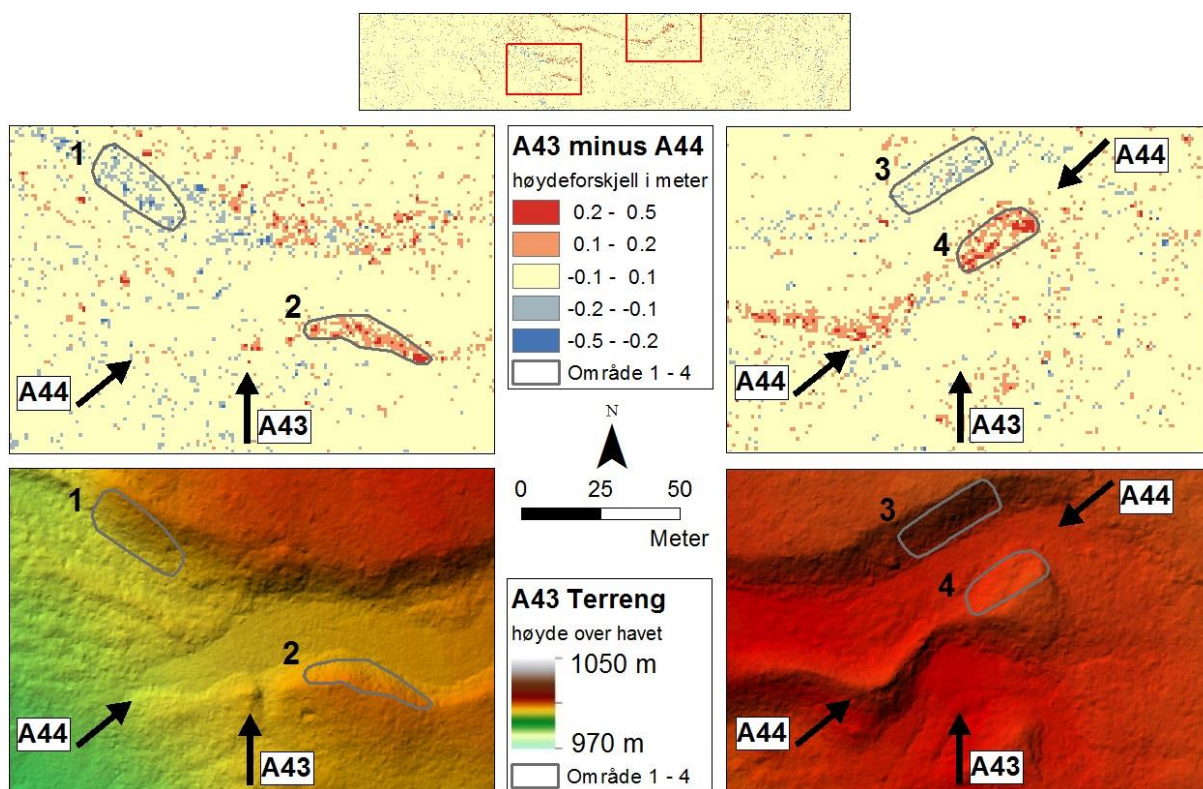 1
2
A44
A43
A43 minus A44
høydeforskjell i meter
0.2 - 0.5
0.1 - 0.2
-0.1 - 0.1
-0.2 - -0.1
-0.5 - -0.2
Område 1 - 4
3
A44
4
A44
A43
N
0 25 50
Meter
1
2
A44
A43
A43 Terreng
høyde over havet
1050 m
970 m
Område 1 - 4
3
A44
4
A44
A43